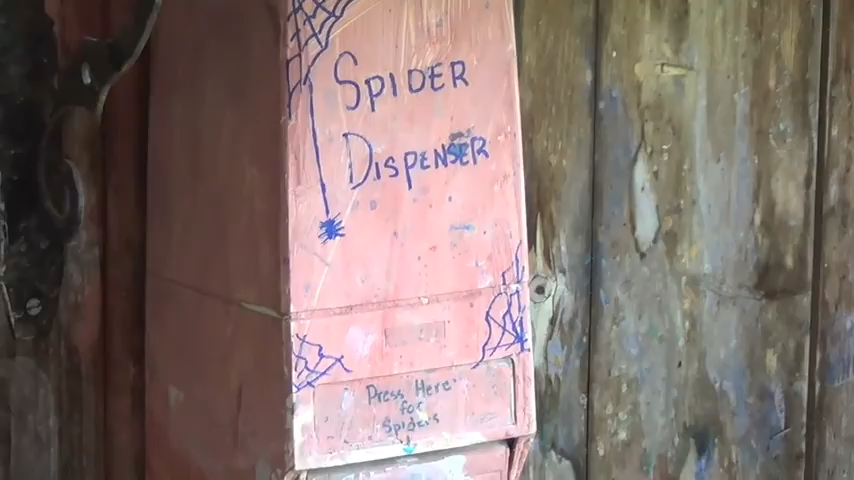 SPIDER
DISPENSER
Press Here
for
Spiders